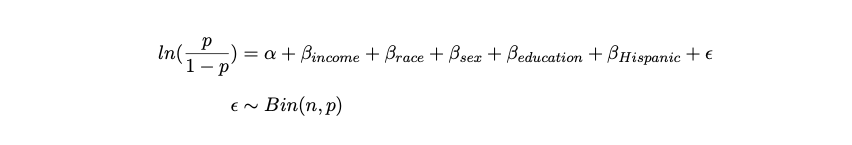 ln(p/(1 − p)) = α + β_income + β_race + β_sex + β_education + β_Hispanic + ϵ
ϵ ∼ Bin(n, p)